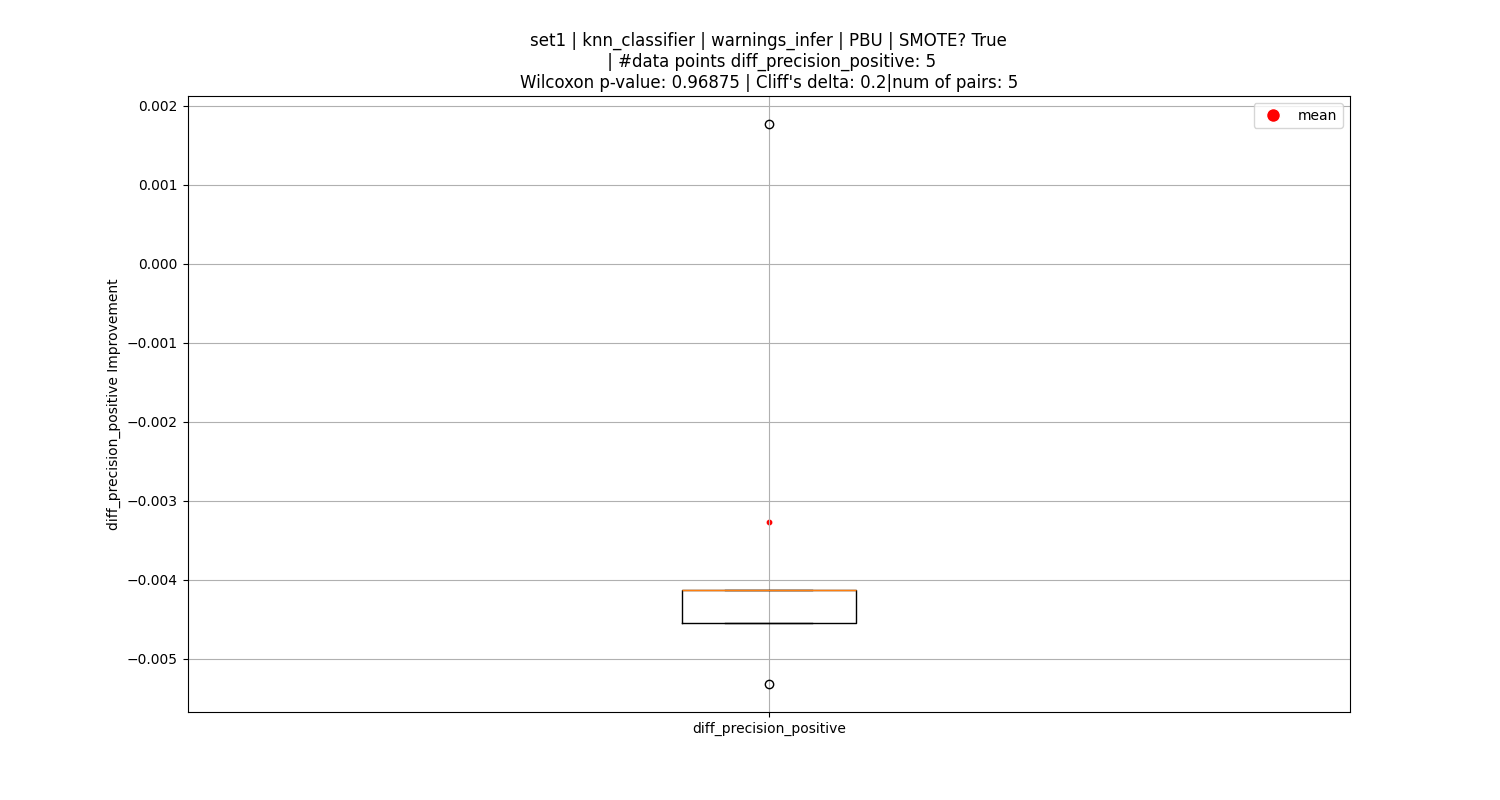 set1 | knn_classifier | warnings_infer | PBU | SMOTE? True
| #data points diff_precision_positive: 5
Wilcoxon p-value: 0.96875 | Cliff's delta: 0.2|num of pairs: 5
mean
0.002
0.001
0.000
−0.001
−0.002
−0.003
−0.004
−0.005
diff_precision_positive Improvement
diff_precision_positive